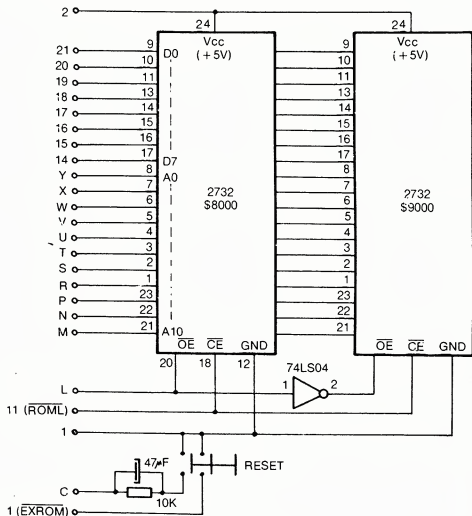 2
24
24
Vcc
(+5V)
Vcc
(+5V)
21 9 D0 9
20 10 10
19 11 11
18 13 13
17 14 14
16 15 15
15 16 16
14 17 D7 17
Y 8 A0 8
X 7 7
W 6 6
V 5 5
U 4 4
T 3 3
S 2 2
R 1 1
P 23 23
N 22 22
M 21 A10 21
2732
$8000
2732
$9000
OE CE GND
OE CE GND
20 18 12
74LS04
L 1 2
11 (ROML)
1
47µF
RESET
C
10K
1 (EXROM)